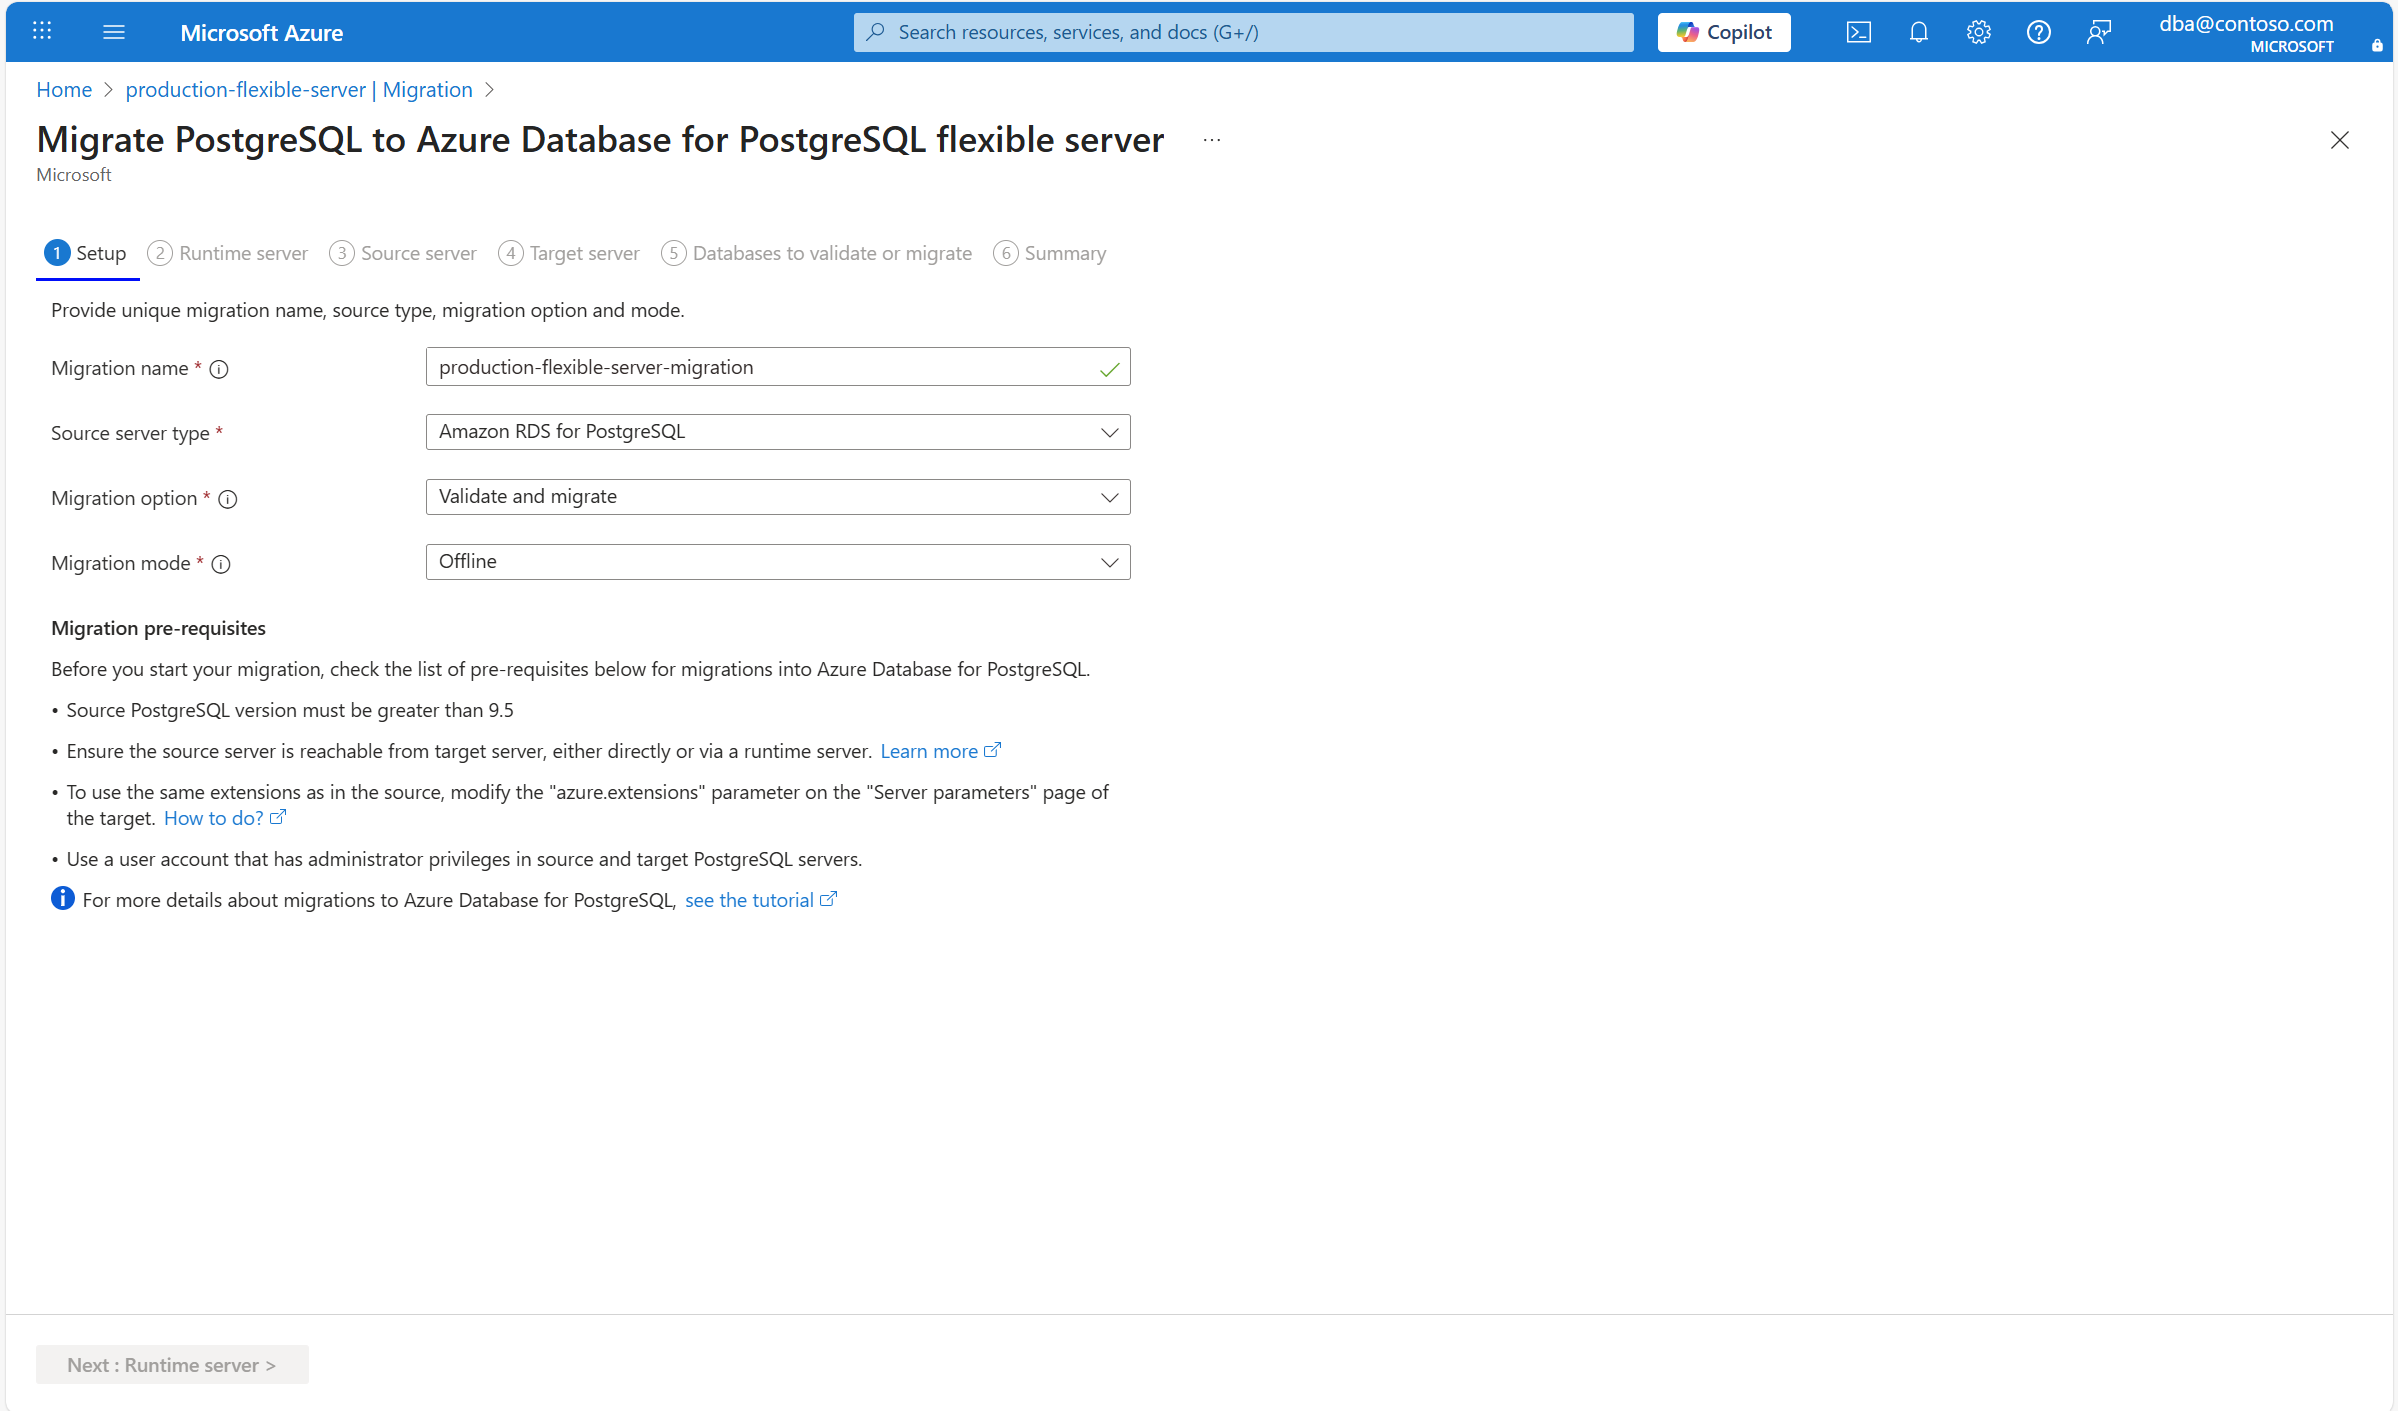 Microsoft Azure
Search resources, services, and docs (G+/)
Copilot
dba@contoso.com
MICROSOFT
Home > production-flexible-server | Migration >
Migrate PostgreSQL to Azure Database for PostgreSQL flexible server ...
Microsoft
1 Setup 2 Runtime server 3 Source server 4 Target server 5 Databases to validate or migrate 6 Summary
Provide unique migration name, source type, migration option and mode.
Migration name * production-flexible-server-migration
Source server type * Amazon RDS for PostgreSQL
Migration option * Validate and migrate
Migration mode * Offline
Migration pre-requisites
Before you start your migration, check the list of pre-requisites below for migrations into Azure Database for PostgreSQL.
• Source PostgreSQL version must be greater than 9.5
• Ensure the source server is reachable from target server, either directly or via a runtime server. Learn more
• To use the same extensions as in the source, modify the "azure.extensions" parameter on the "Server parameters" page of
the target. How to do?
• Use a user account that has administrator privileges in source and target PostgreSQL servers.
For more details about migrations to Azure Database for PostgreSQL, see the tutorial
Next : Runtime server >